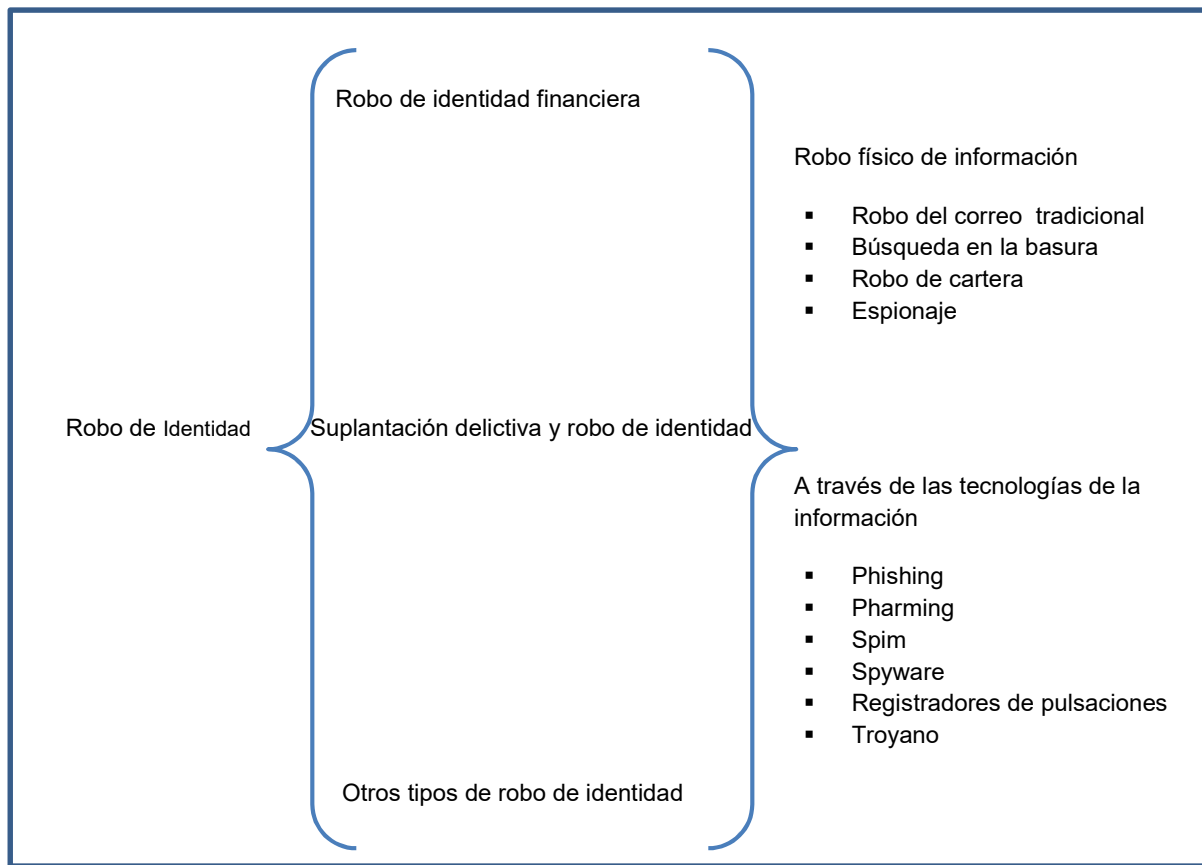 Robo de Identidad
Robo de identidad financiera
Suplantación delictiva y robo de identidad
Otros tipos de robo de identidad
Robo físico de información
▪ Robo del correo tradicional
▪ Búsqueda en la basura
▪ Robo de cartera
▪ Espionaje
A través de las tecnologías de la
información
▪ Phishing
▪ Pharming
▪ Spim
▪ Spyware
▪ Registradores de pulsaciones
▪ Troyano